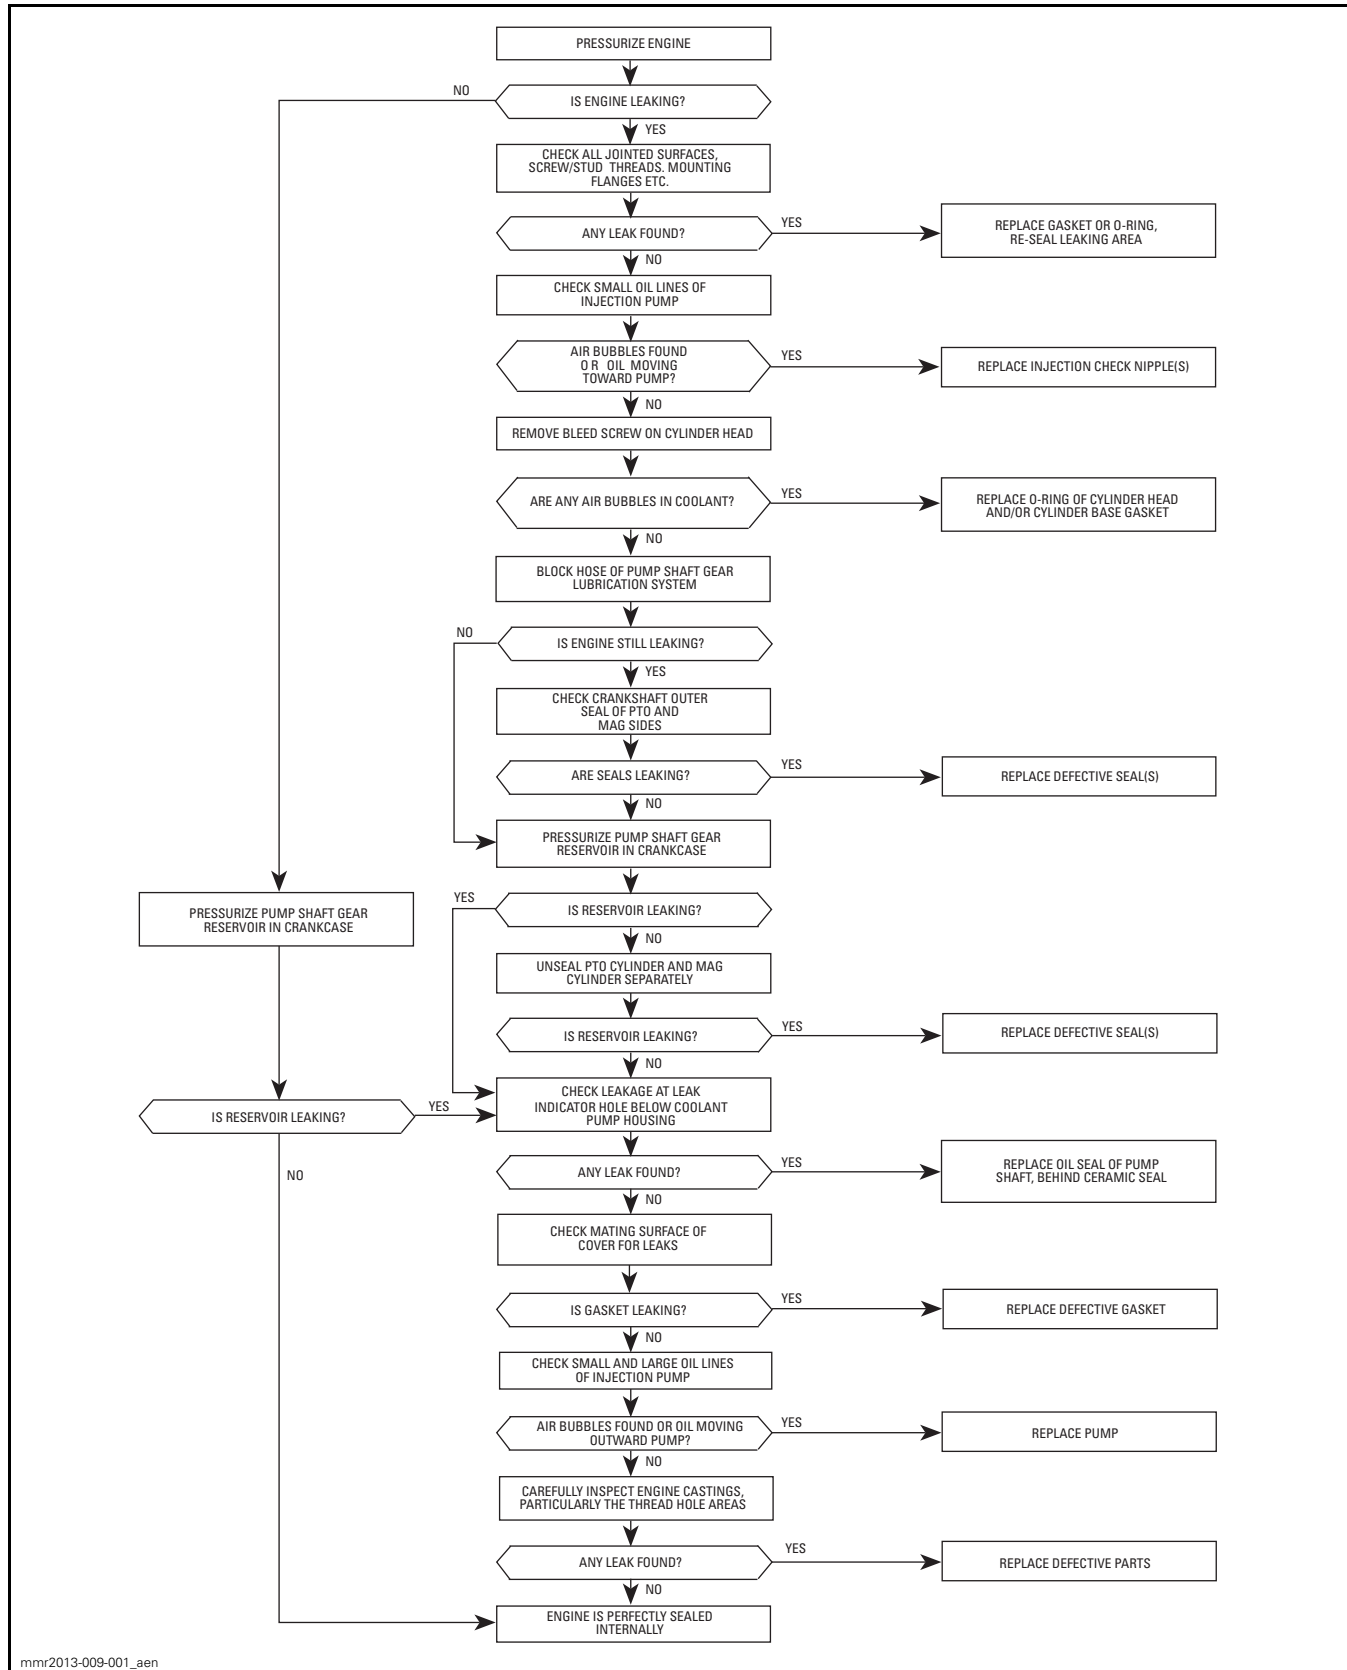 PRESSURIZE ENGINE
NO
IS ENGINE LEAKING?
YES
CHECK ALL JOINTED SURFACES,
SCREW/STUD THREADS. MOUNTING
FLANGES ETC.
ANY LEAK FOUND?
YES
REPLACE GASKET OR O-RING,
RE-SEAL LEAKING AREA
NO
CHECK SMALL OIL LINES OF
INJECTION PUMP
AIR BUBBLES FOUND
OR OIL MOVING
TOWARD PUMP?
YES
REPLACE INJECTION CHECK NIPPLE(S)
NO
REMOVE BLEED SCREW ON CYLINDER HEAD
ARE ANY AIR BUBBLES IN COOLANT?
YES
REPLACE O-RING OF CYLINDER HEAD
AND/OR CYLINDER BASE GASKET
NO
BLOCK HOSE OF PUMP SHAFT GEAR
LUBRICATION SYSTEM
NO
IS ENGINE STILL LEAKING?
YES
CHECK CRANKSHAFT OUTER
SEAL OF PTO AND
MAG SIDES
ARE SEALS LEAKING?
YES
REPLACE DEFECTIVE SEAL(S)
NO
PRESSURIZE PUMP SHAFT GEAR
RESERVOIR IN CRANKCASE
YES
IS RESERVOIR LEAKING?
PRESSURIZE PUMP SHAFT GEAR
RESERVOIR IN CRANKCASE
NO
UNSEAL PTO CYLINDER AND MAG
CYLINDER SEPARATELY
IS RESERVOIR LEAKING?
YES
REPLACE DEFECTIVE SEAL(S)
NO
CHECK LEAKAGE AT LEAK
INDICATOR HOLE BELOW COOLANT
PUMP HOUSING
IS RESERVOIR LEAKING?
YES
NO
ANY LEAK FOUND?
YES
REPLACE OIL SEAL OF PUMP
SHAFT, BEHIND CERAMIC SEAL
NO
CHECK MATING SURFACE OF
COVER FOR LEAKS
IS GASKET LEAKING?
YES
REPLACE DEFECTIVE GASKET
NO
CHECK SMALL AND LARGE OIL LINES
OF INJECTION PUMP
AIR BUBBLES FOUND OR OIL MOVING
OUTWARD PUMP?
YES
REPLACE PUMP
NO
CAREFULLY INSPECT ENGINE CASTINGS,
PARTICULARLY THE THREAD HOLE AREAS
ANY LEAK FOUND?
YES
REPLACE DEFECTIVE PARTS
NO
ENGINE IS PERFECTLY SEALED
INTERNALLY
mmr2013-009-001_aen